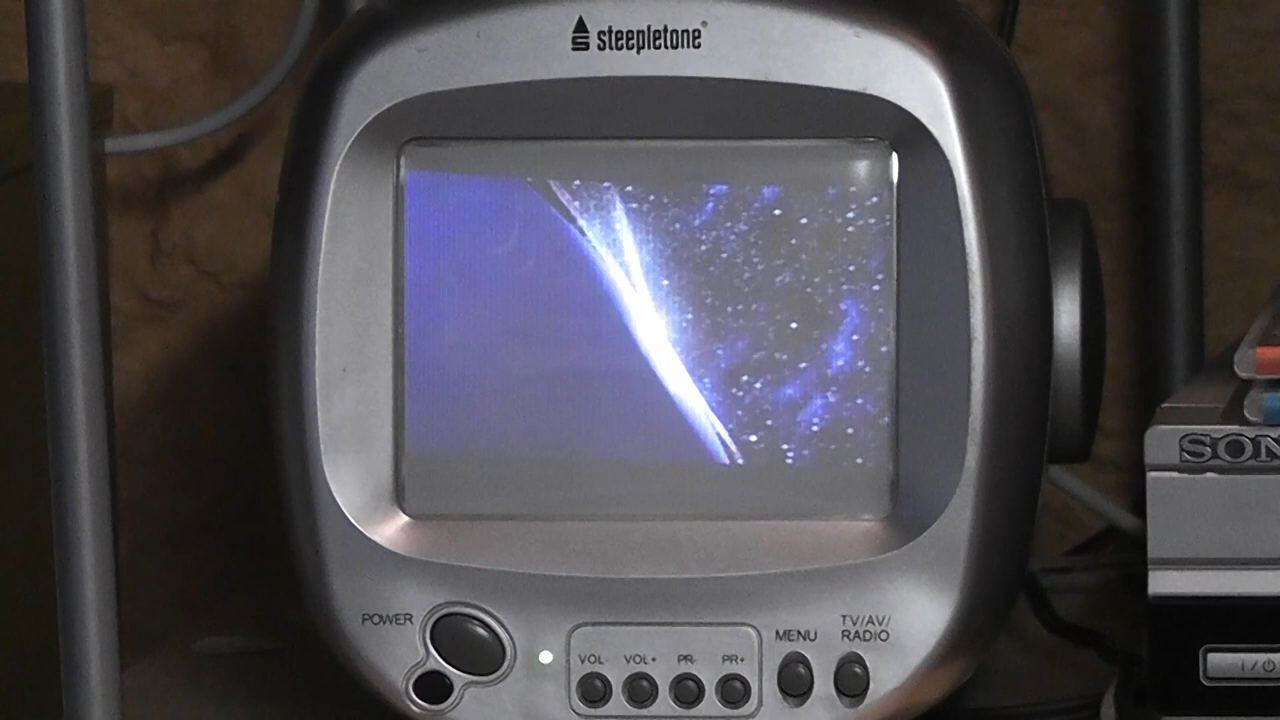 steepletone®
SON
POWER
TV/AV/
RADIO
MENU
VOL-
VOL+
PR-
PR+
I/⏻